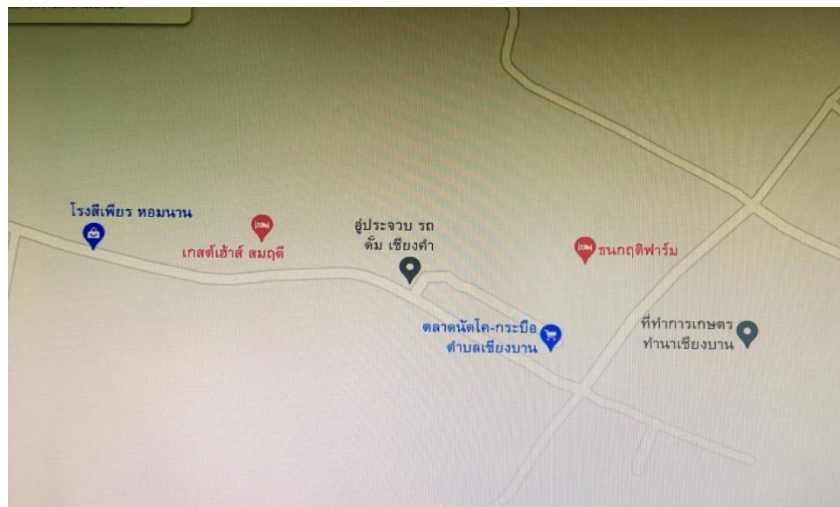 โรงสีเพียร หอมนาน
เกสต์เฮ้าส์ สมฤดี
อู่ประจวบ รถ
ดั๊ม เชียงคำ
ธนกฤติฟาร์ม
ตลาดนัดโค-กระบือ
ตำบลเชียงบาน
ที่ทำการเกษตร
ทำนาเชียงบาน